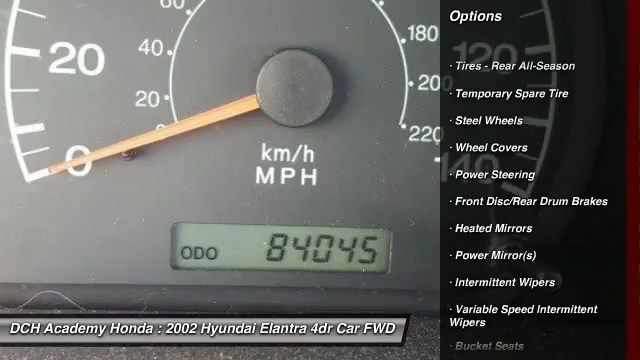 60
40
20
20
0
180
200
220
120
140
km/h
MPH
ODO 84045
DCH Academy Honda : 2002 Hyundai Elantra 4dr Car FWD
Options
· Tires - Rear All-Season
· Temporary Spare Tire
· Steel Wheels
· Wheel Covers
· Power Steering
· Front Disc/Rear Drum Brakes
· Heated Mirrors
· Power Mirror(s)
· Intermittent Wipers
· Variable Speed Intermittent
Wipers
· Bucket Seats